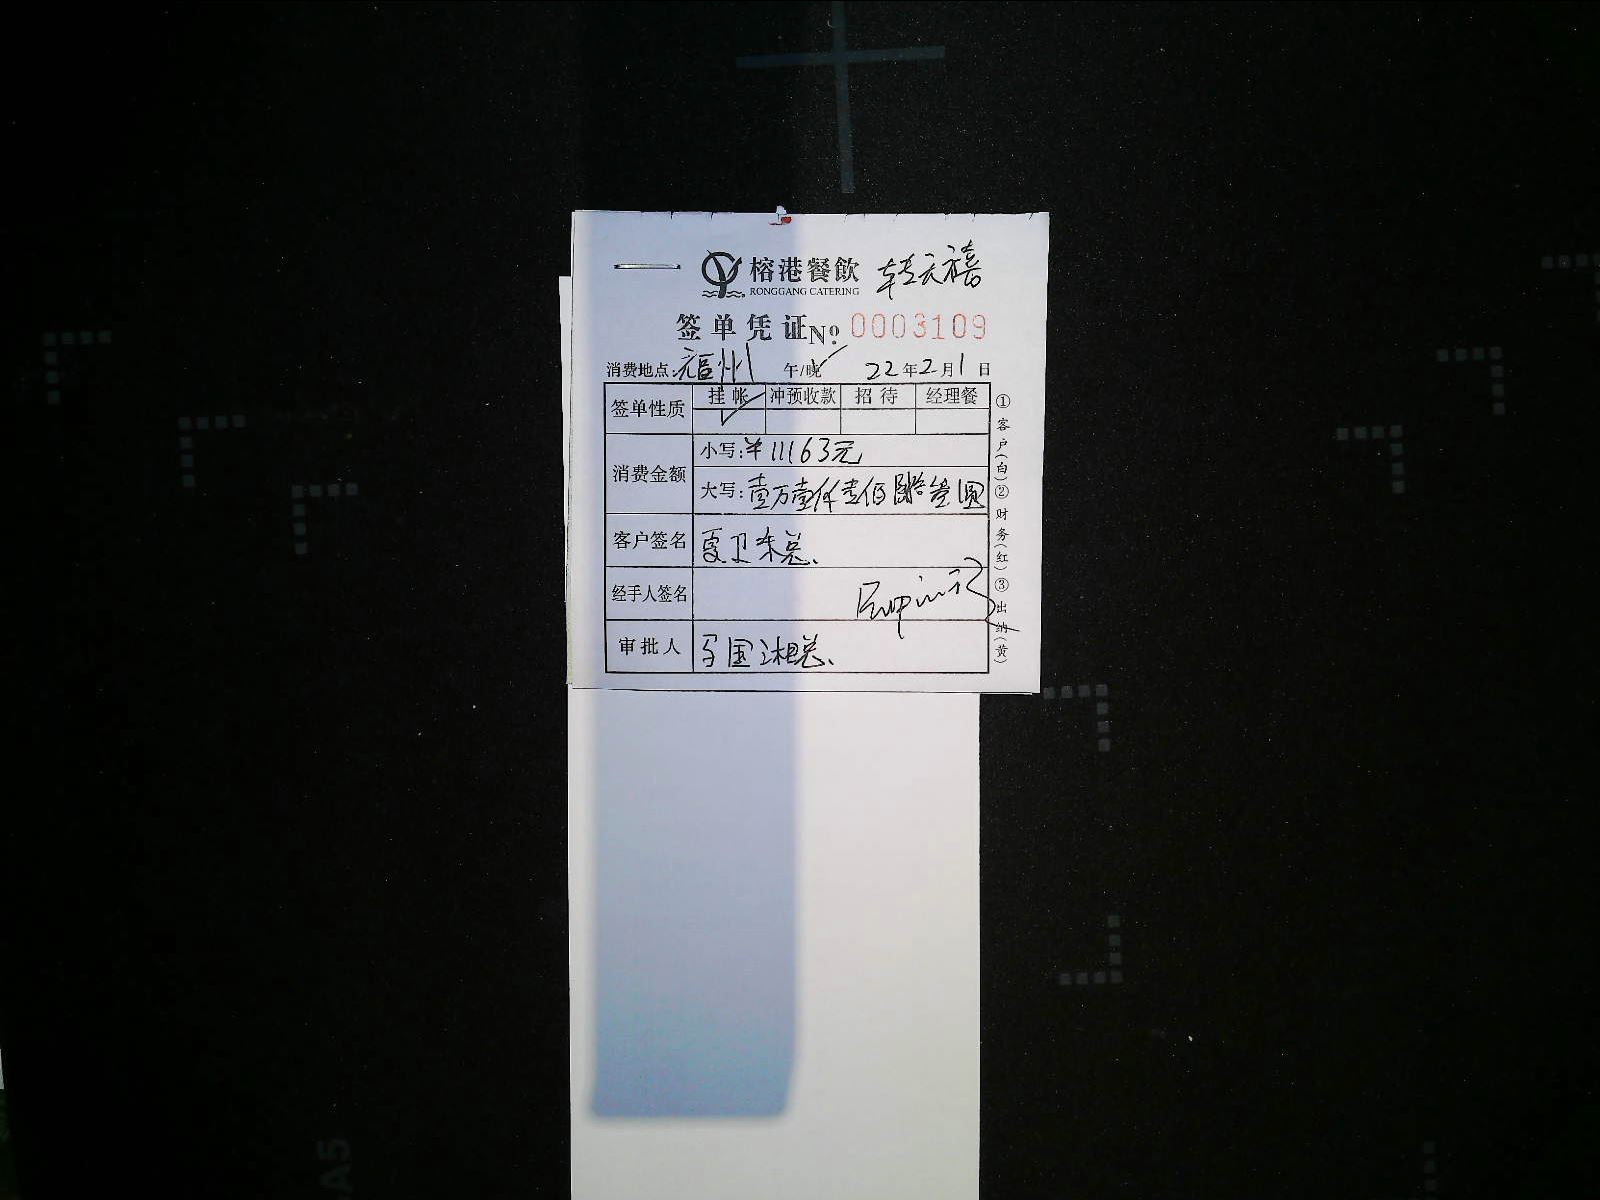 榕港餐飲 转天禧
RONGGANG CATERING
签单凭证 Nº 0003109
消费地点: 福州 午/晚 22年2月1日
签单性质 挂帐 冲预收款 招待 经理餐
消费金额 小写:¥11163元
大写:壹万壹仟壹佰陆拾叁圆
客户签名 夏卫东总
经手人签名
审批人 国湘总
①客户(白)②财务(红)③出纳(黄)
A5